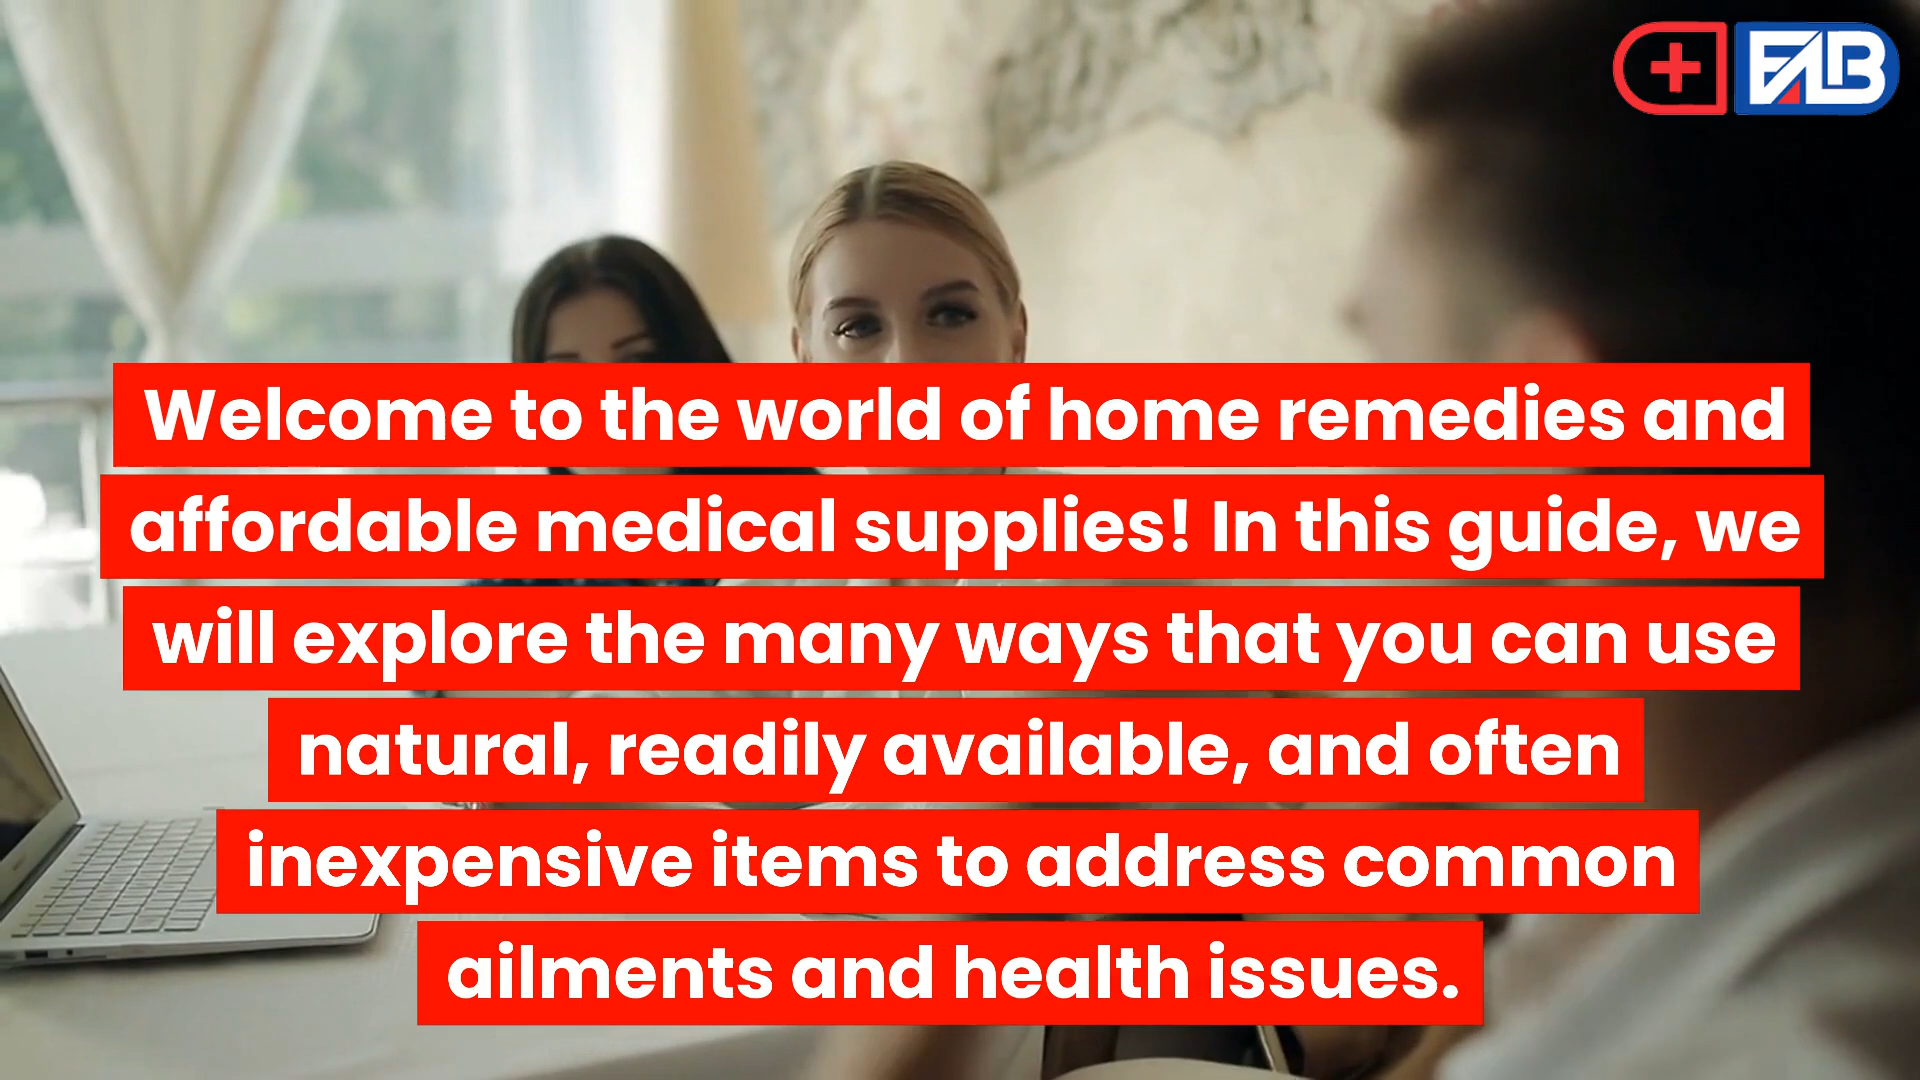 FAB
Welcome to the world of home remedies and
affordable medical supplies! In this guide, we
will explore the many ways that you can use
natural, readily available, and often
inexpensive items to address common
ailments and health issues.